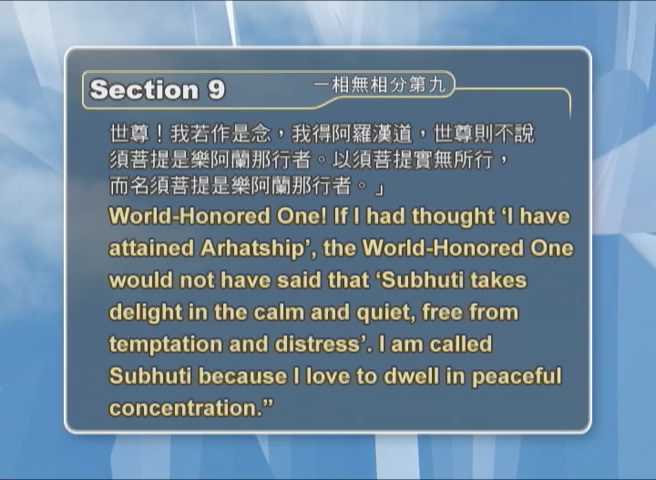 Section 9
一相無相分第九
世尊！我若作是念，我得阿羅漢道，世尊則不說
須菩提是樂阿蘭那行者。以須菩提實無所行，
而名須菩提是樂阿蘭那行者。」
World-Honored One! If I had thought ‘I have
attained Arhatship’, the World-Honored One
would not have said that ‘Subhuti takes
delight in the calm and quiet, free from
temptation and distress’. I am called
Subhuti because I love to dwell in peaceful
concentration.”